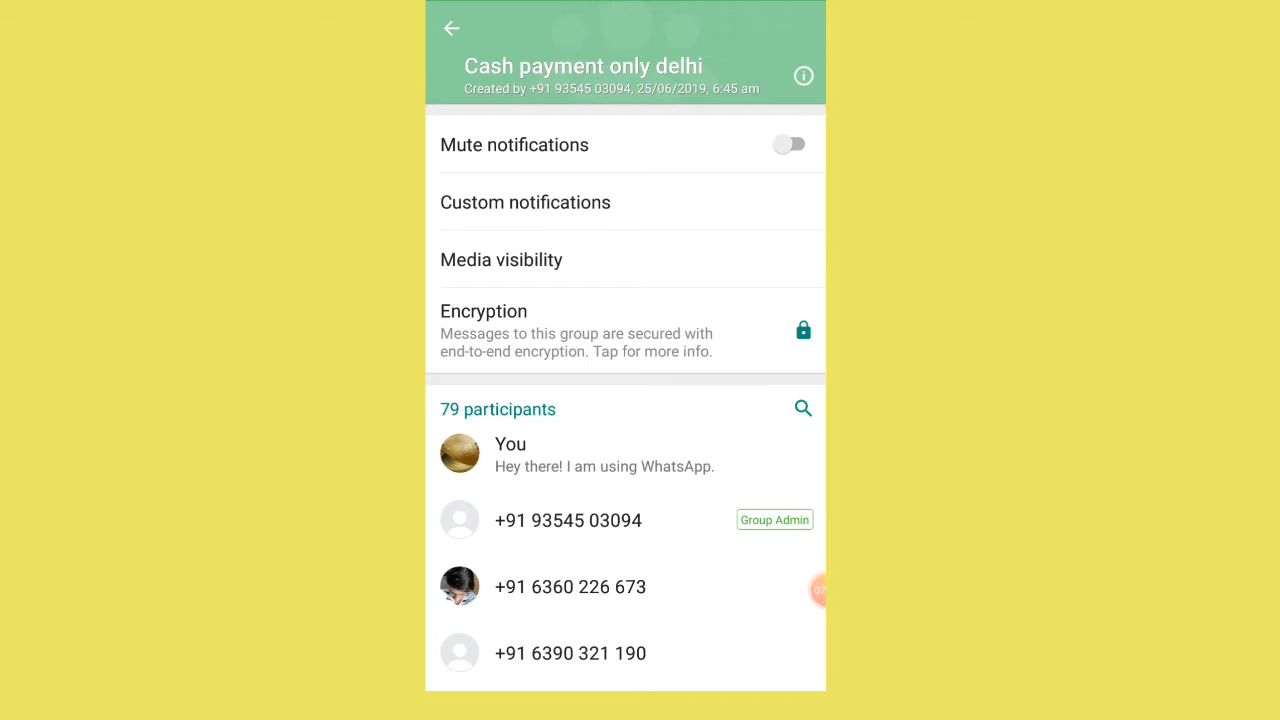 Cash payment only delhi
Created by +91 93545 03094, 25/06/2019, 6:45 am
Mute notifications
Custom notifications
Media visibility
Encryption
Messages to this group are secured with
end-to-end encryption. Tap for more info.
79 participants
You
Hey there! I am using WhatsApp.
+91 93545 03094
Group Admin
+91 6360 226 673
07
+91 6390 321 190